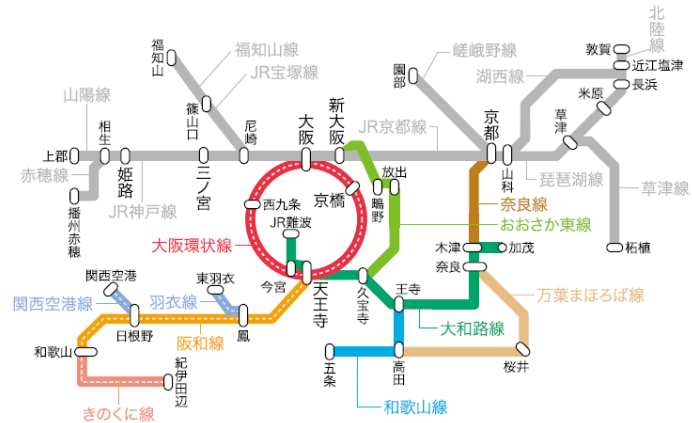 北陸線
敦賀
近江塩津
長浜
米原
福知山
福知山線
JR宝塚線
嵯峨野線
園部
湖西線
山陽線
篠山口
新大阪
大阪
JR京都線
京都
草津
相生
尼崎
上郡
姫路
三ノ宮
山科
琵琶湖線
草津線
赤穂線
播州赤穂
JR神戸線
放出
鴫野
京橋
西九条
JR難波
奈良線
おおさか東線
大阪環状線
木津
加茂
柘植
奈良
関西空港
東羽衣
今宮
天王寺
久宝寺
王寺
万葉まほろば線
関西空港線
羽衣線
大和路線
日根野
鳳
阪和線
和歌山
紀伊田辺
五条
高田
桜井
きのくに線
和歌山線